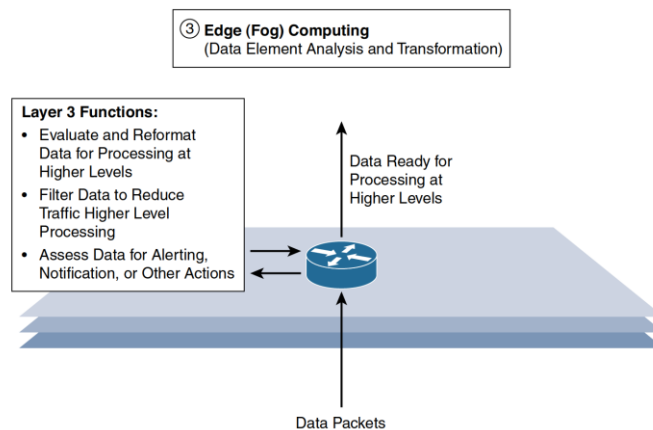 ③ Edge (Fog) Computing
(Data Element Analysis and Transformation)
Layer 3 Functions:
• Evaluate and Reformat
Data for Processing at
Higher Levels
• Filter Data to Reduce
Traffic Higher Level
Processing
• Assess Data for Alerting,
Notification, or Other Actions
Data Ready for
Processing at
Higher Levels
Data Packets